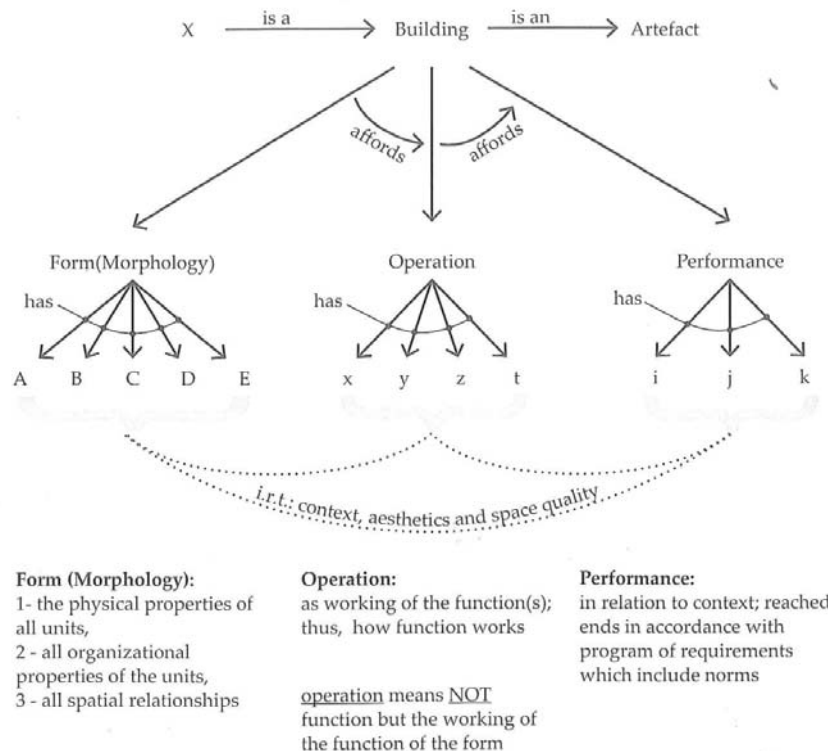 X is a Building is an Artefact
affords affords
Form(Morphology) Operation Performance
has has has
A B C D E x y z t i j k
i.r.t.: context, aesthetics and space quality
Form (Morphology):
1- the physical properties of
all units,
2 - all organizational
properties of the units,
3 - all spatial relationships
Operation:
as working of the function(s);
thus, how function works
operation means NOT
function but the working of
the function of the form
Performance:
in relation to context; reached
ends in accordance with
program of requirements
which include norms